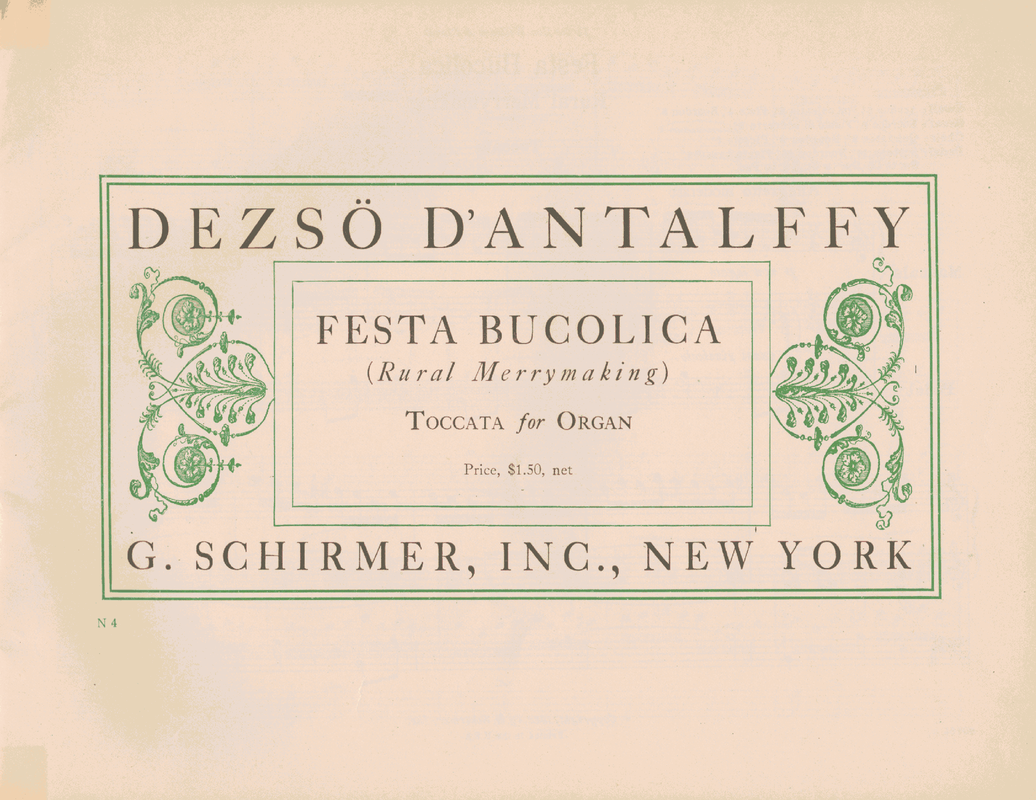 DEZSÖ D'ANTALFFY
FESTA BUCOLICA
(Rural Merrymaking)
TOCCATA for ORGAN
Price, $1.50, net
G. SCHIRMER, INC., NEW YORK
N 4